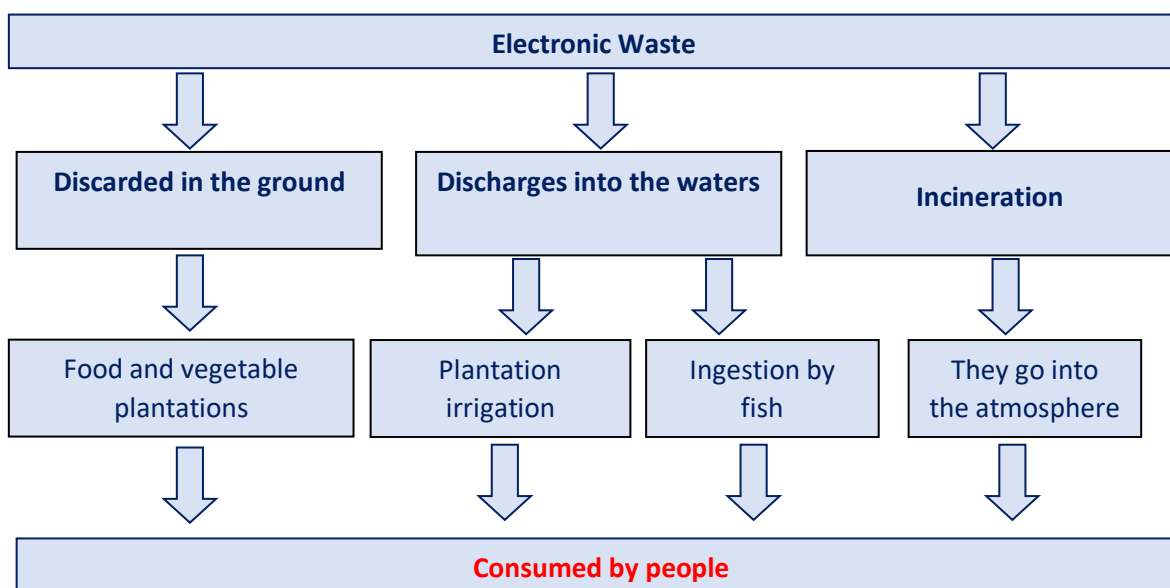 Electronic Waste
Discarded in the ground
Discharges into the waters
Incineration
Food and vegetable
plantations
Plantation
irrigation
Ingestion by
fish
They go into
the atmosphere
Consumed by people